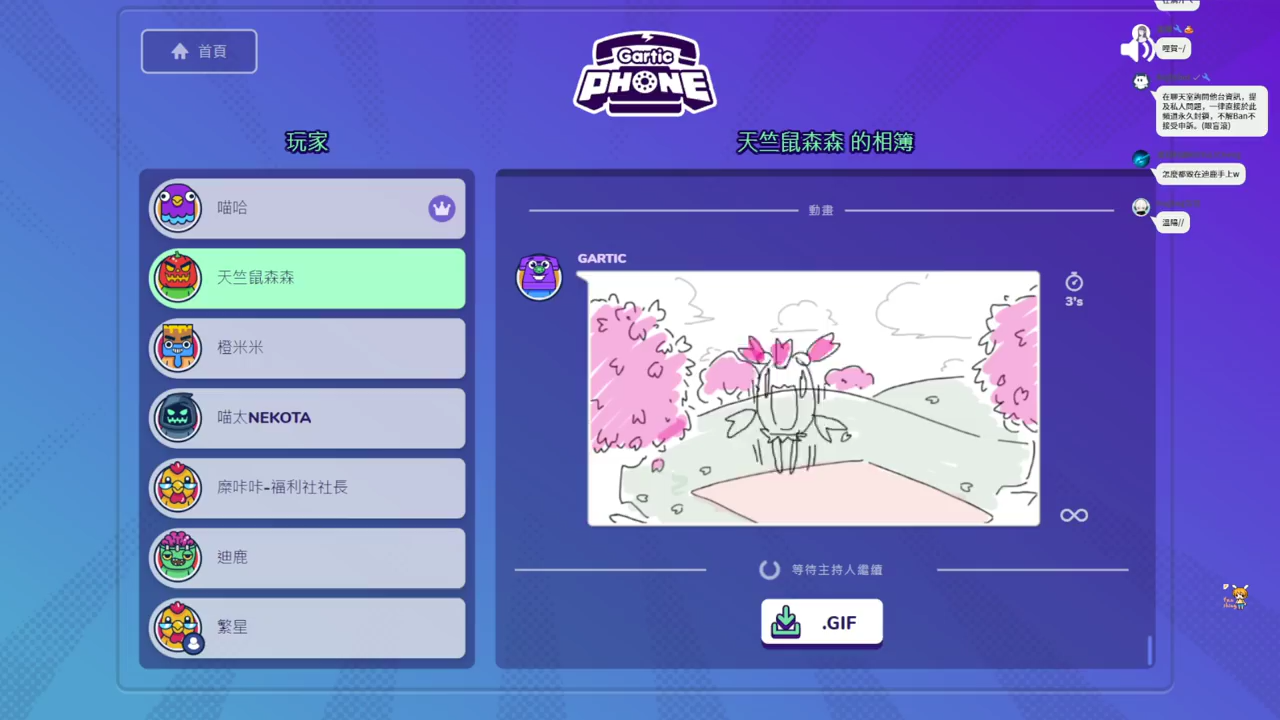 首頁
Gartic
PHONE
玩家
天竺鼠森森 的相簿
喵哈
天竺鼠森森
橙米米
喵太NEKOTA
糜咔咔-福利社社長
迪鹿
繁星
動畫
GARTIC
3's
等待主持人繼續
.GIF
哩賀~/
在聊天室詢問他台資訊，提
及私人問題，一律直接於此
頻道永久封鎖，不解Ban不
接受申訴。(眼盲滾)
怎麼都毀在迪鹿手上w
溫陽//